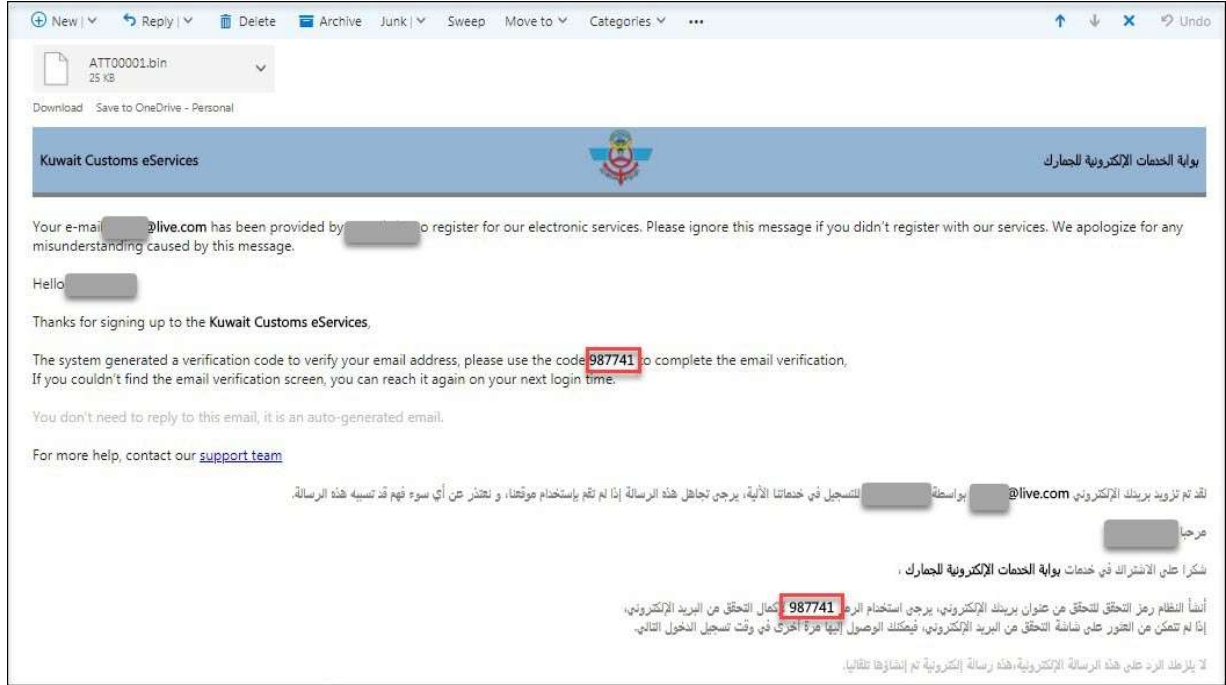 New Reply Delete Archive Junk Sweep Move to Categories ••• Undo
ATT00001.bin
25 KB
Download Save to OneDrive - Personal
Kuwait Customs eServices بوابة الخدمات الإلكترونية للجمارك
Your e-mail @live.com has been provided by o register for our electronic services. Please ignore this message if you didn't register with our services. We apologize for any
misunderstanding caused by this message.
Hello
Thanks for signing up to the Kuwait Customs eServices,
The system generated a verification code to verify your email address, please use the code 987741 to complete the email verification,
If you couldn't find the email verification screen, you can reach it again on your next login time.
You don't need to reply to this email, it is an auto-generated email.
For more help, contact our support team
لقد تم تزويد بريدك الإلكتروني @live.com بواسطة للتسجيل في خدماتنا الآلية، يرجى تجاهل هذه الرسالة إذا لم تقم بإستخدام موقعنا، و نعتذر عن أي سوء فهم قد تسببه هذه الرسالة.
مرحبا
شكرا على الاشتراك في خدمات بوابة الخدمات الإلكترونية للجمارك ،
أنشأ النظام رمز التحقق للتحقق من عنوان بريدك الإلكتروني، يرجى استخدام الرمز 987741 لإكمال التحقق من البريد الإلكتروني،
إذا لم تتمكن من العثور على شاشة التحقق من البريد الإلكتروني، فيمكنك الوصول إليها مرة أخرى في وقت تسجيل الدخول التالي.
لا يلزمك الرد على هذه الرسالة الإلكترونية،هذه رسالة إلكترونية تم إنشاؤها تلقائيا.